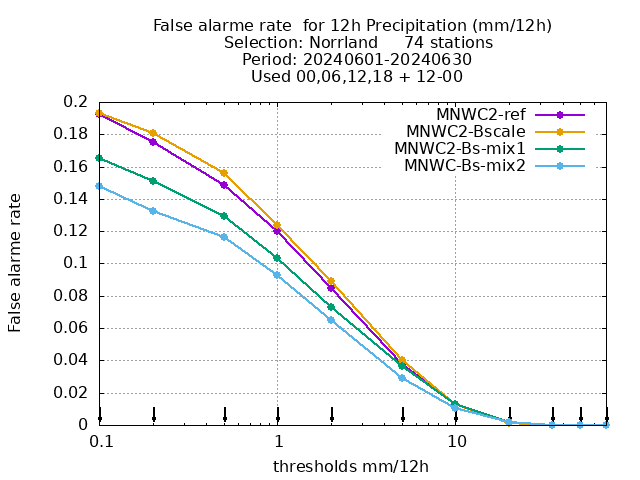 False alarme rate  for 12h Precipitation (mm/12h)
Selection: Norrland     74 stations
Period: 20240601-20240630
Used 00,06,12,18 + 12-00
MNWC2-ref
MNWC2-Bscale
MNWC2-Bs-mix1
MNWC-Bs-mix2
False alarme rate
0.2
0.18
0.16
0.14
0.12
0.1
0.08
0.06
0.04
0.02
0
0.1
1
10
thresholds mm/12h